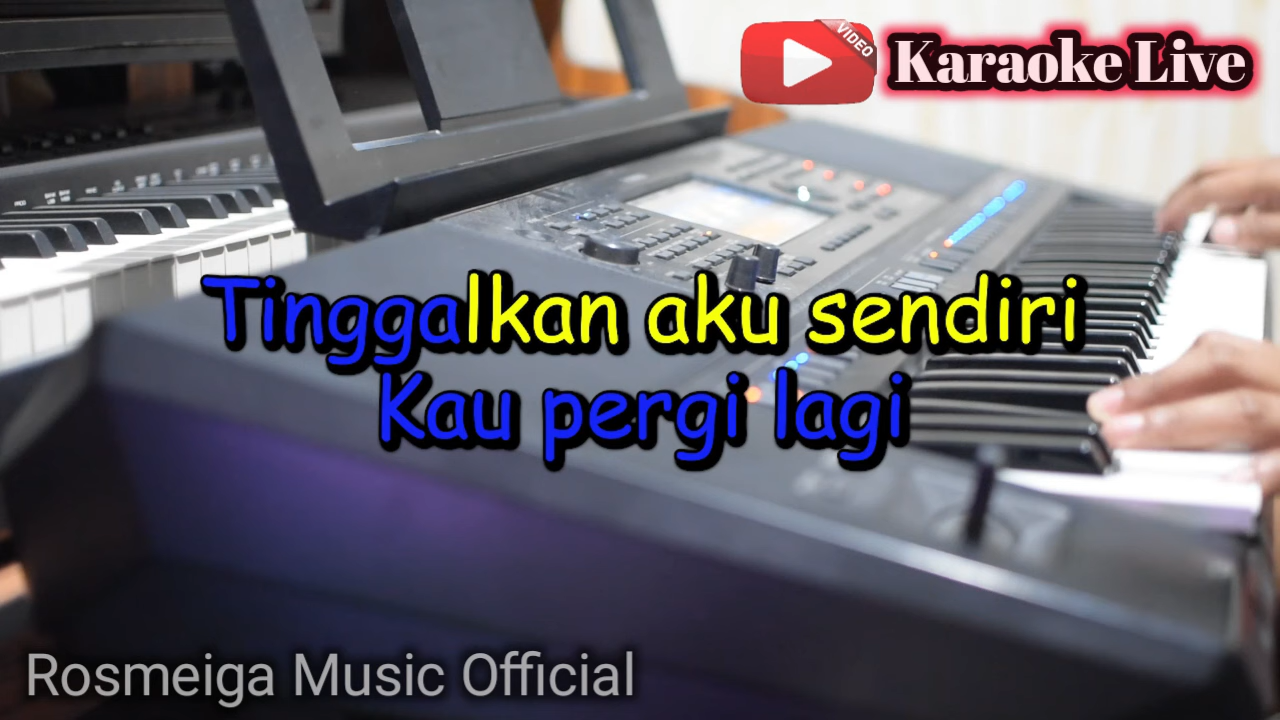 VIDEO
Karaoke Live
Tinggalkan aku sendiri
Kau pergi lagi
Rosmeiga Music Official